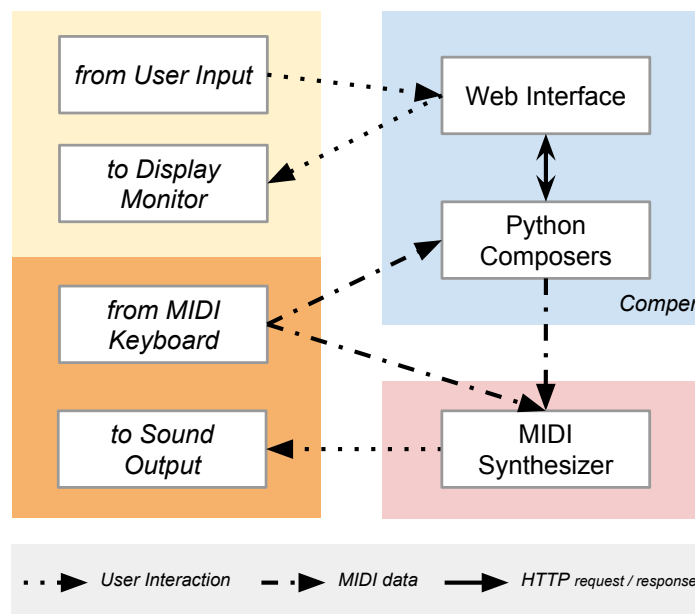 from User Input
Web Interface
to Display
Monitor
Python
Composers
from MIDI
Keyboard
to Sound
Output
MIDI
Synthesizer
User Interaction
MIDI data
HTTP request / response